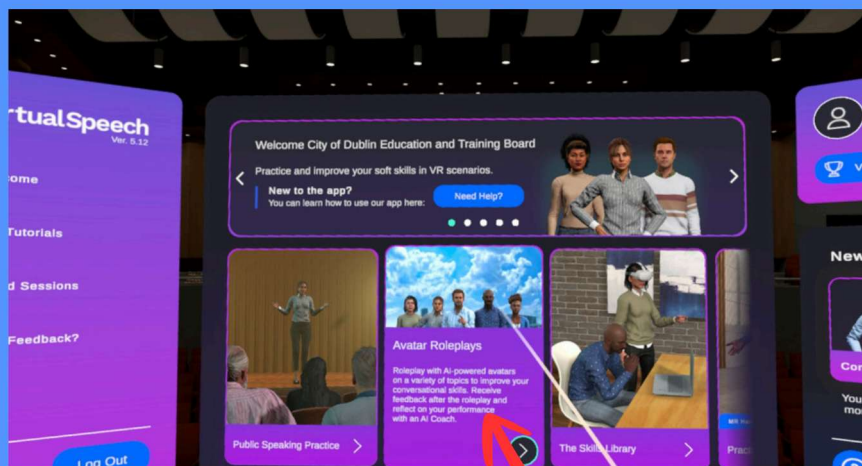 rtualSpeech
Ver. 5.12
ome
Tutorials
d Sessions
Feedback?
Log Out
Welcome City of Dublin Education and Training Board
Practice and improve your soft skills in VR scenarios.
New to the app?
You can learn how to use our app here:
Need Help?
Public Speaking Practice
Avatar Roleplays
Roleplay with AI-powered avatars
on a variety of topics to improve your
conversational skills. Receive
feedback after the roleplay and
reflect on your performance
with an AI Coach.
The Skills Library
Pract
V
New
Con
You
mo